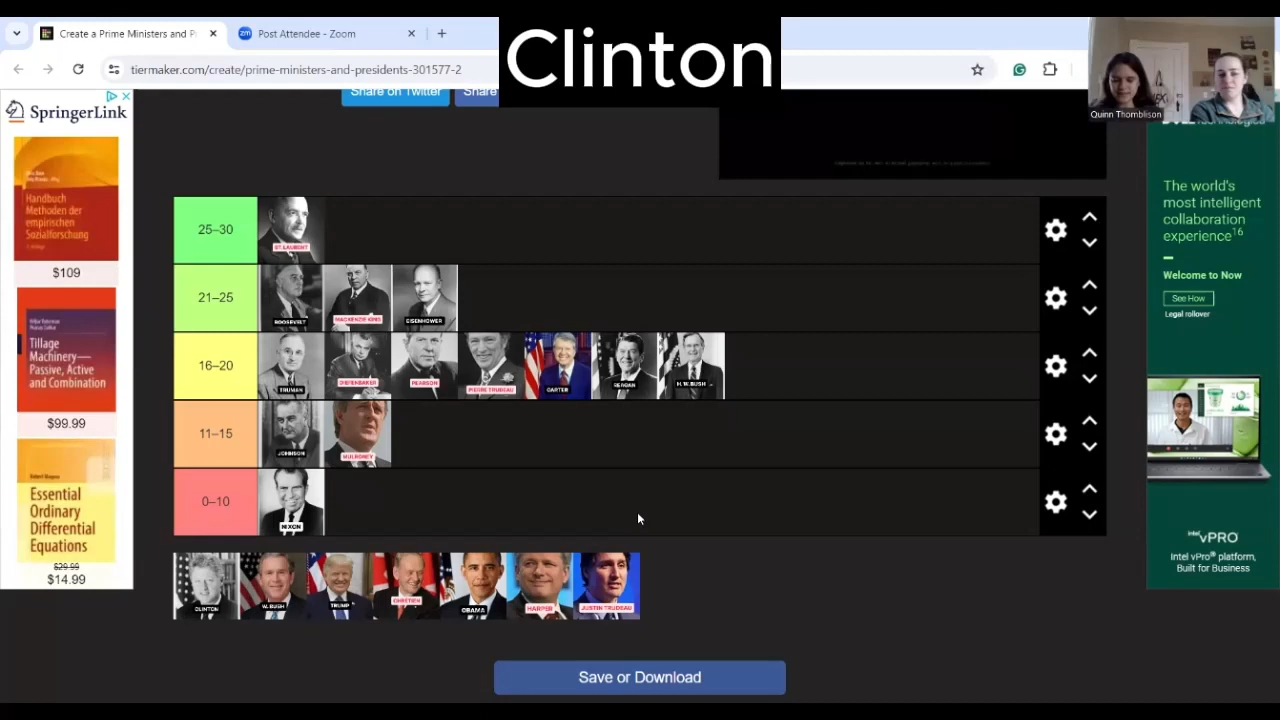 Create a Prime Ministers and P
Post Attendee - Zoom
Clinton
tiermaker.com/create/prime-ministers-and-presidents-301577-2
Share on Twitter
Share
Quinn Thomblison
SpringerLink
Handbuch
Methoden der
empirischen
Sozialforschung
$109
Tillage
Machinery—
Passive, Active
and Combination
$99.99
Essential
Ordinary
Differential
Equations
$29.99
$14.99
25–30
ST. LAURENT
21–25
ROOSEVELT
MACKENZIE KING
EISENHOWER
16–20
TRUMAN
DIEFENBAKER
PEARSON
PIERRE TRUDEAU
CARTER
REAGAN
H.W. BUSH
11–15
JOHNSON
MULRONEY
0–10
NIXON
CLINTON
W. BUSH
TRUMP
CHRETIEN
OBAMA
HARPER
JUSTIN TRUDEAU
Save or Download
The world's
most intelligent
collaboration
experience16
Welcome to Now
See How
Legal rollover
intel vPRO
Intel vPRO® platform,
Built for Business